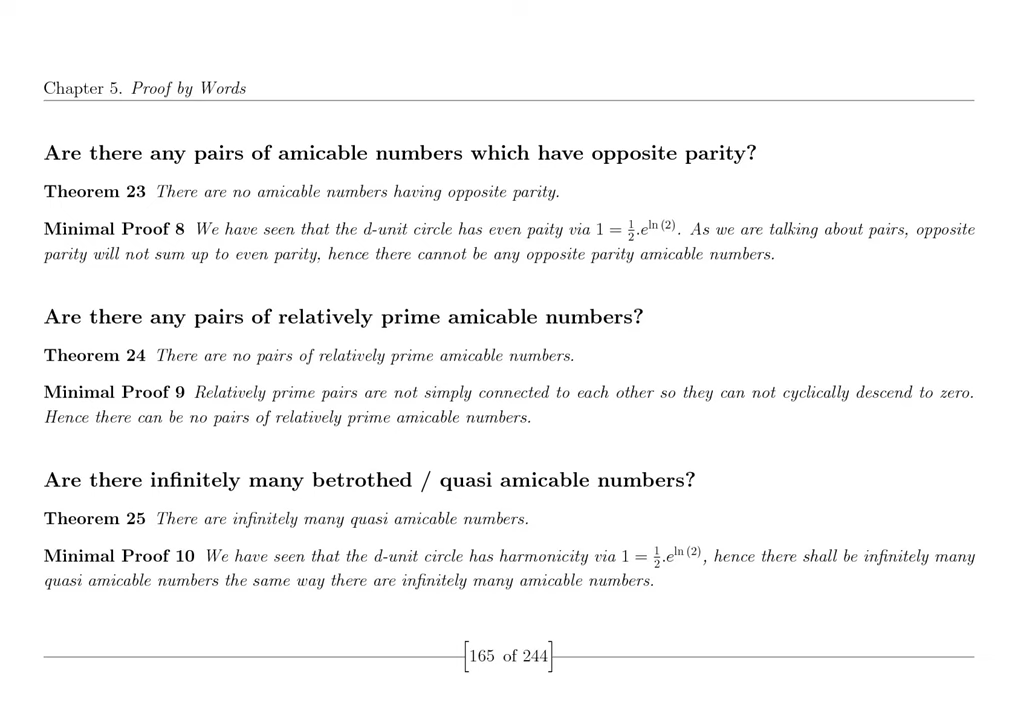 Chapter 5. Proof by Words
Are there any pairs of amicable numbers which have opposite parity?
Theorem 23 There are no amicable numbers having opposite parity.
Minimal Proof 8 We have seen that the d-unit circle has even paity via 1 = 1/2.e^ln (2). As we are talking about pairs, opposite
parity will not sum up to even parity, hence there cannot be any opposite parity amicable numbers.
Are there any pairs of relatively prime amicable numbers?
Theorem 24 There are no pairs of relatively prime amicable numbers.
Minimal Proof 9 Relatively prime pairs are not simply connected to each other so they can not cyclically descend to zero.
Hence there can be no pairs of relatively prime amicable numbers.
Are there infinitely many betrothed / quasi amicable numbers?
Theorem 25 There are infinitely many quasi amicable numbers.
Minimal Proof 10 We have seen that the d-unit circle has harmonicity via 1 = 1/2.e^ln (2), hence there shall be infinitely many
quasi amicable numbers the same way there are infinitely many amicable numbers.
[165 of 244]